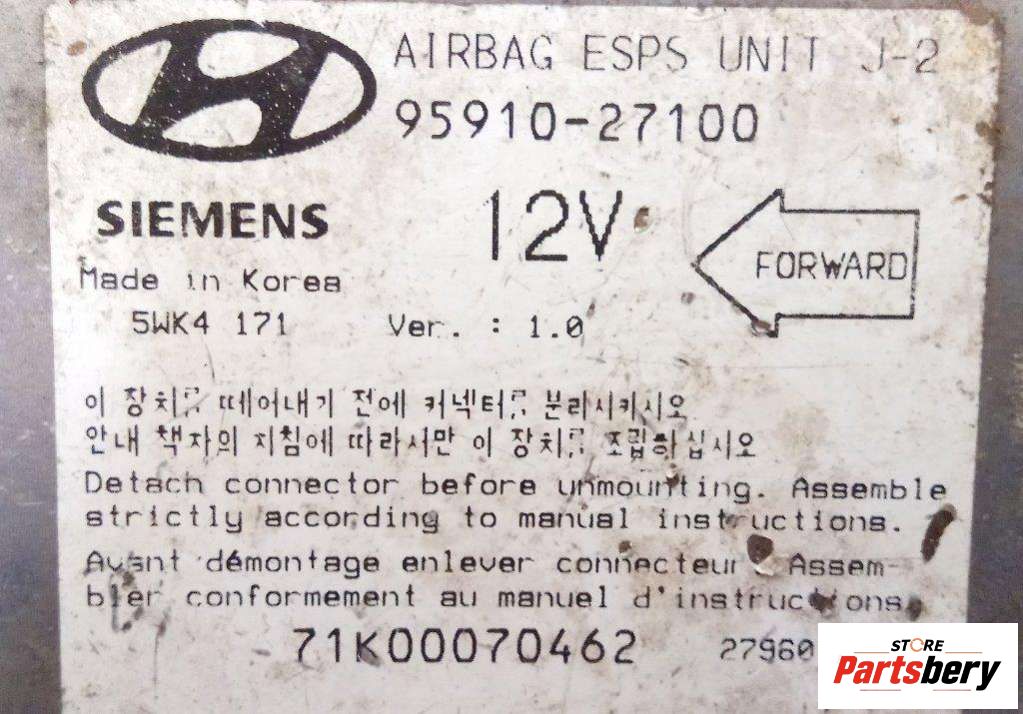 AIRBAG ESPS UNIT J-2
95910-27100
SIEMENS
12V
FORWARD
Made in Korea
5WK4 171 Ver. : 1.0
이 장치를 떼어내기 전에 커넥터를 분리시키시오
안내 책자의 지침에 따라서만 이 장치를 조립하십시오
Detach connector before unmounting. Assemble
strictly according to manual instructions.
Avant démontage enlever connecteur. Assem-
bler conformement au manuel d'instructions.
71K00070462 27960
STORE
Partsbery